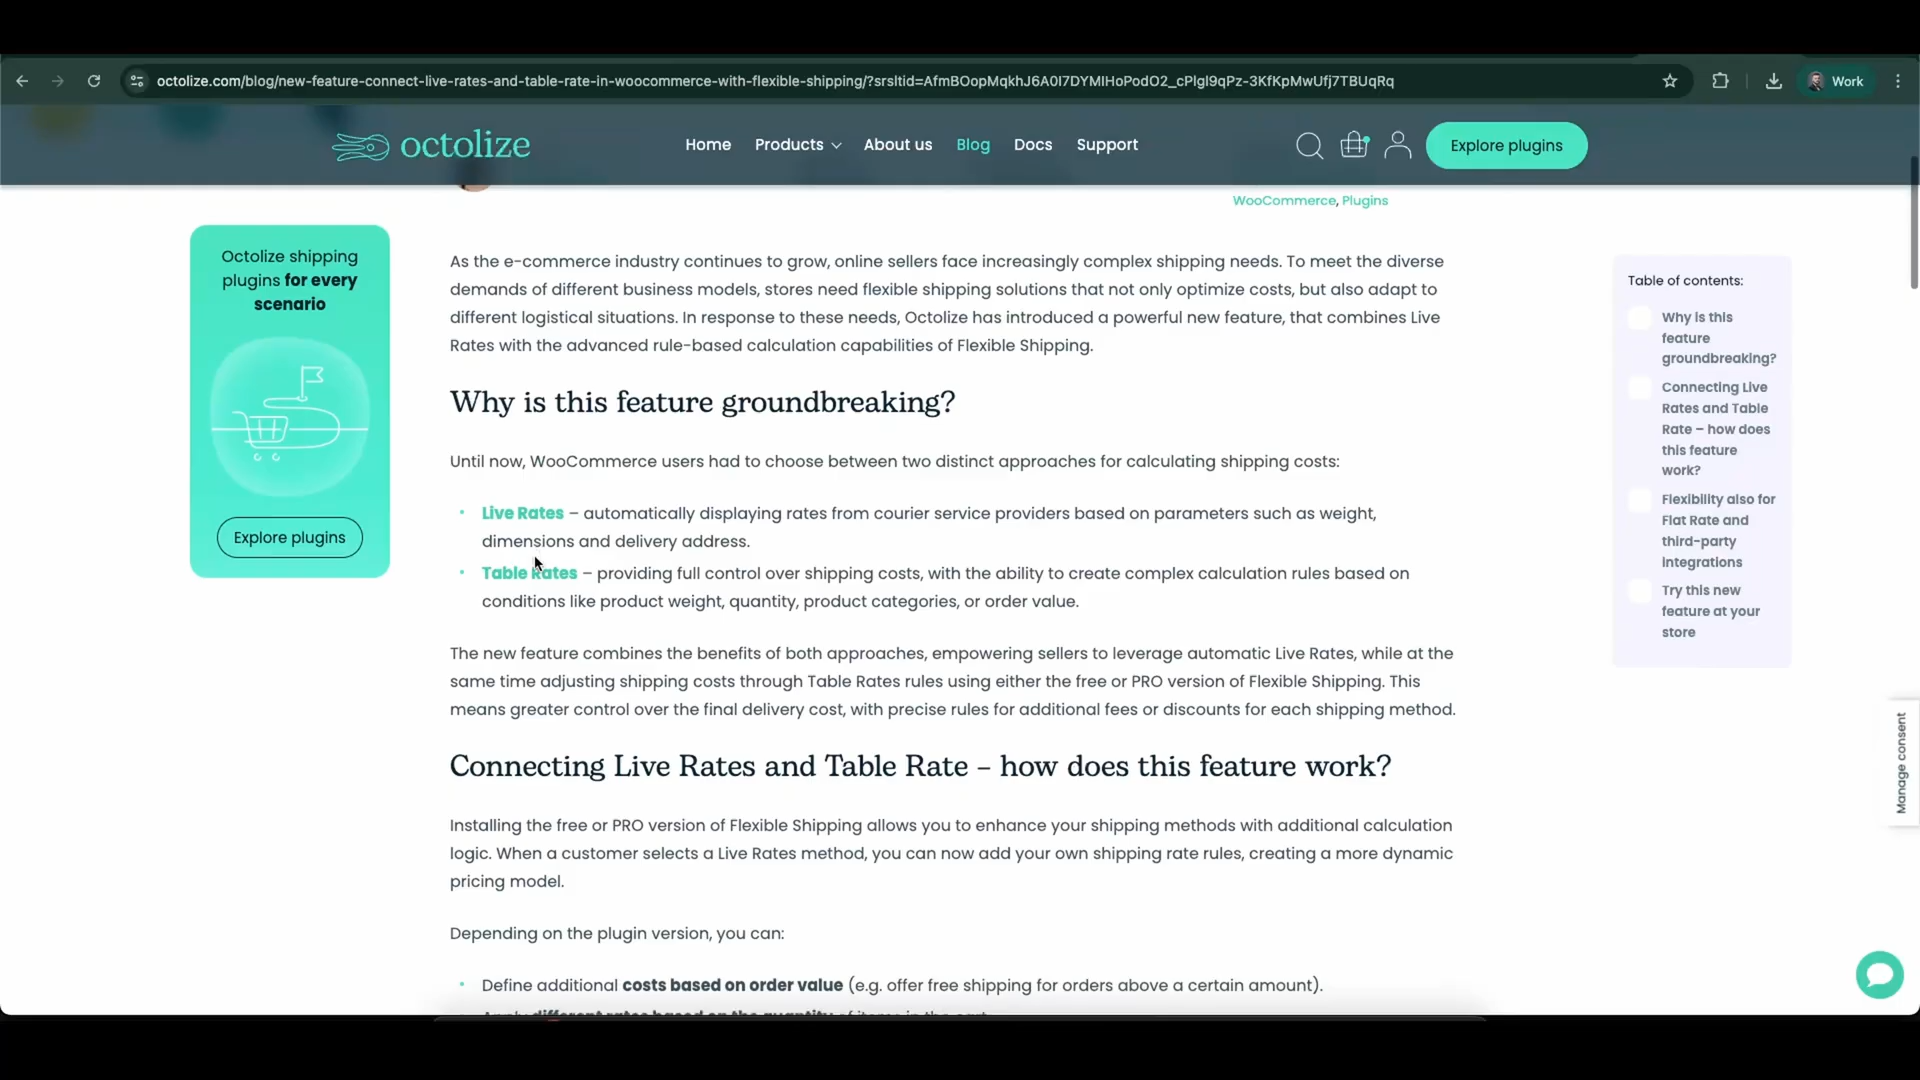 octolize.com/blog/new-feature-connect-live-rates-and-table-rate-in-woocommerce-with-flexible-shipping/?srsltid=AfmBOopMqkhJ6A0I7DYMIHoPodO2_cPIgI9qPz-3KfKpMwUfj7TBUqRq
Work
octolize
Home
Products
About us
Blog
Docs
Support
Explore plugins
WooCommerce, Plugins
Octolize shipping
plugins for every
scenario
Explore plugins
As the e-commerce industry continues to grow, online sellers face increasingly complex shipping needs. To meet the diverse
demands of different business models, stores need flexible shipping solutions that not only optimize costs, but also adapt to
different logistical situations. In response to these needs, Octolize has introduced a powerful new feature, that combines Live
Rates with the advanced rule-based calculation capabilities of Flexible Shipping.
Why is this feature groundbreaking?
Until now, WooCommerce users had to choose between two distinct approaches for calculating shipping costs:
• Live Rates – automatically displaying rates from courier service providers based on parameters such as weight,
dimensions and delivery address.
• Table Rates – providing full control over shipping costs, with the ability to create complex calculation rules based on
conditions like product weight, quantity, product categories, or order value.
The new feature combines the benefits of both approaches, empowering sellers to leverage automatic Live Rates, while at the
same time adjusting shipping costs through Table Rates rules using either the free or PRO version of Flexible Shipping. This
means greater control over the final delivery cost, with precise rules for additional fees or discounts for each shipping method.
Connecting Live Rates and Table Rate – how does this feature work?
Installing the free or PRO version of Flexible Shipping allows you to enhance your shipping methods with additional calculation
logic. When a customer selects a Live Rates method, you can now add your own shipping rate rules, creating a more dynamic
pricing model.
Depending on the plugin version, you can:
• Define additional costs based on order value (e.g. offer free shipping for orders above a certain amount).
Apply different rates based on the quantity of items in the cart
Table of contents:
Why is this
feature
groundbreaking?
Connecting Live
Rates and Table
Rate – how does
this feature
work?
Flexibility also for
Flat Rate and
third-party
integrations
Try this new
feature at your
store
Manage consent